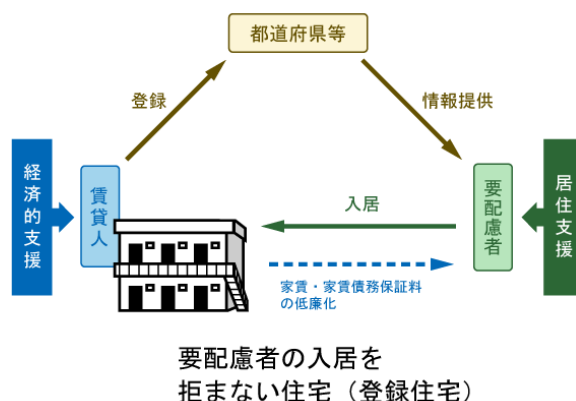 都道府県等
登録
情報提供
経済的支援
賃貸人
入居
要配慮者
居住支援
家賃・家賃債務保証料
の低廉化
要配慮者の入居を
拒まない住宅（登録住宅）